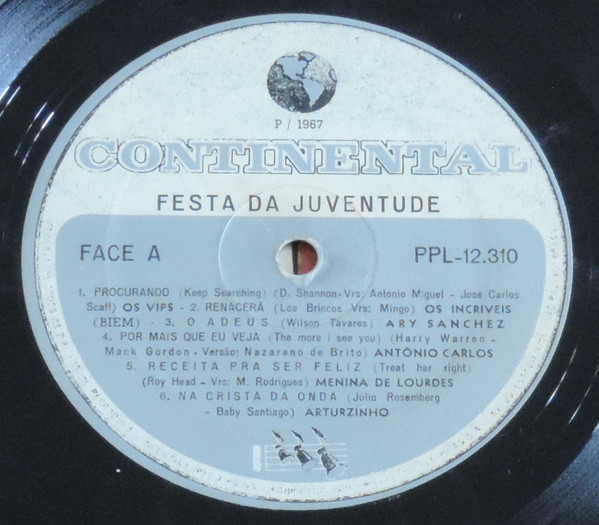 P / 1967
CONTINENTAL
FESTA DA JUVENTUDE
FACE A
PPL-12.310
1. PROCURANDO (Keep Searching) (D. Shannon-Vrs: Antonio Miguel - Jose Carlos
Scaff) OS VIPS - 2. RENACERÁ (Los Brincos Vrs: Mingo) OS INCRIVEIS
(BIEM) - 3. O ADEUS (Wilson Tavares) ARY SANCHEZ
4. POR MAIS QUE EU VEJA (The more i see you) (Harry Warren -
Mack Gordon - Versão: Nazareno de Brito) ANTÔNIO CARLOS
5. RECEITA PRA SER FELIZ (Treat her right)
(Roy Head - Vrs: M. Rodrigues) MENINA DE LOURDES
6. NA CRISTA DA ONDA (Júlio Rosemberg
- Baby Santiago) ARTURZINHO